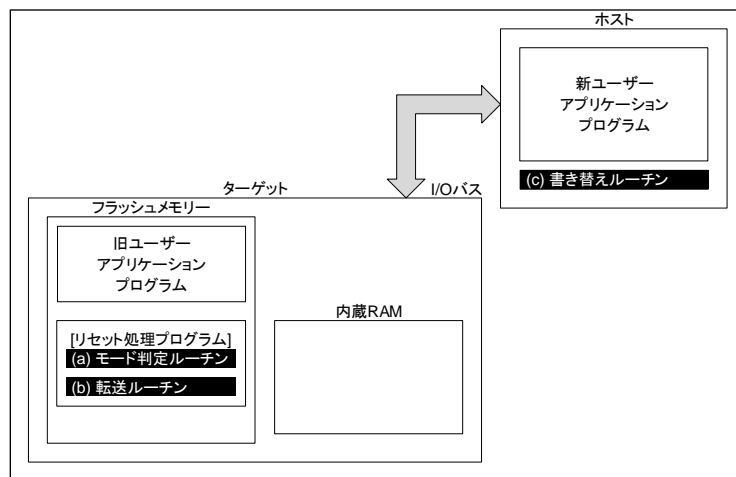 ホスト
新ユーザー
アプリケーション
プログラム
(c) 書き替えルーチン
I/Oバス
ターゲット
フラッシュメモリー
旧ユーザー
アプリケーション
プログラム
[リセット処理プログラム]
(a) モード判定ルーチン
(b) 転送ルーチン
内蔵RAM